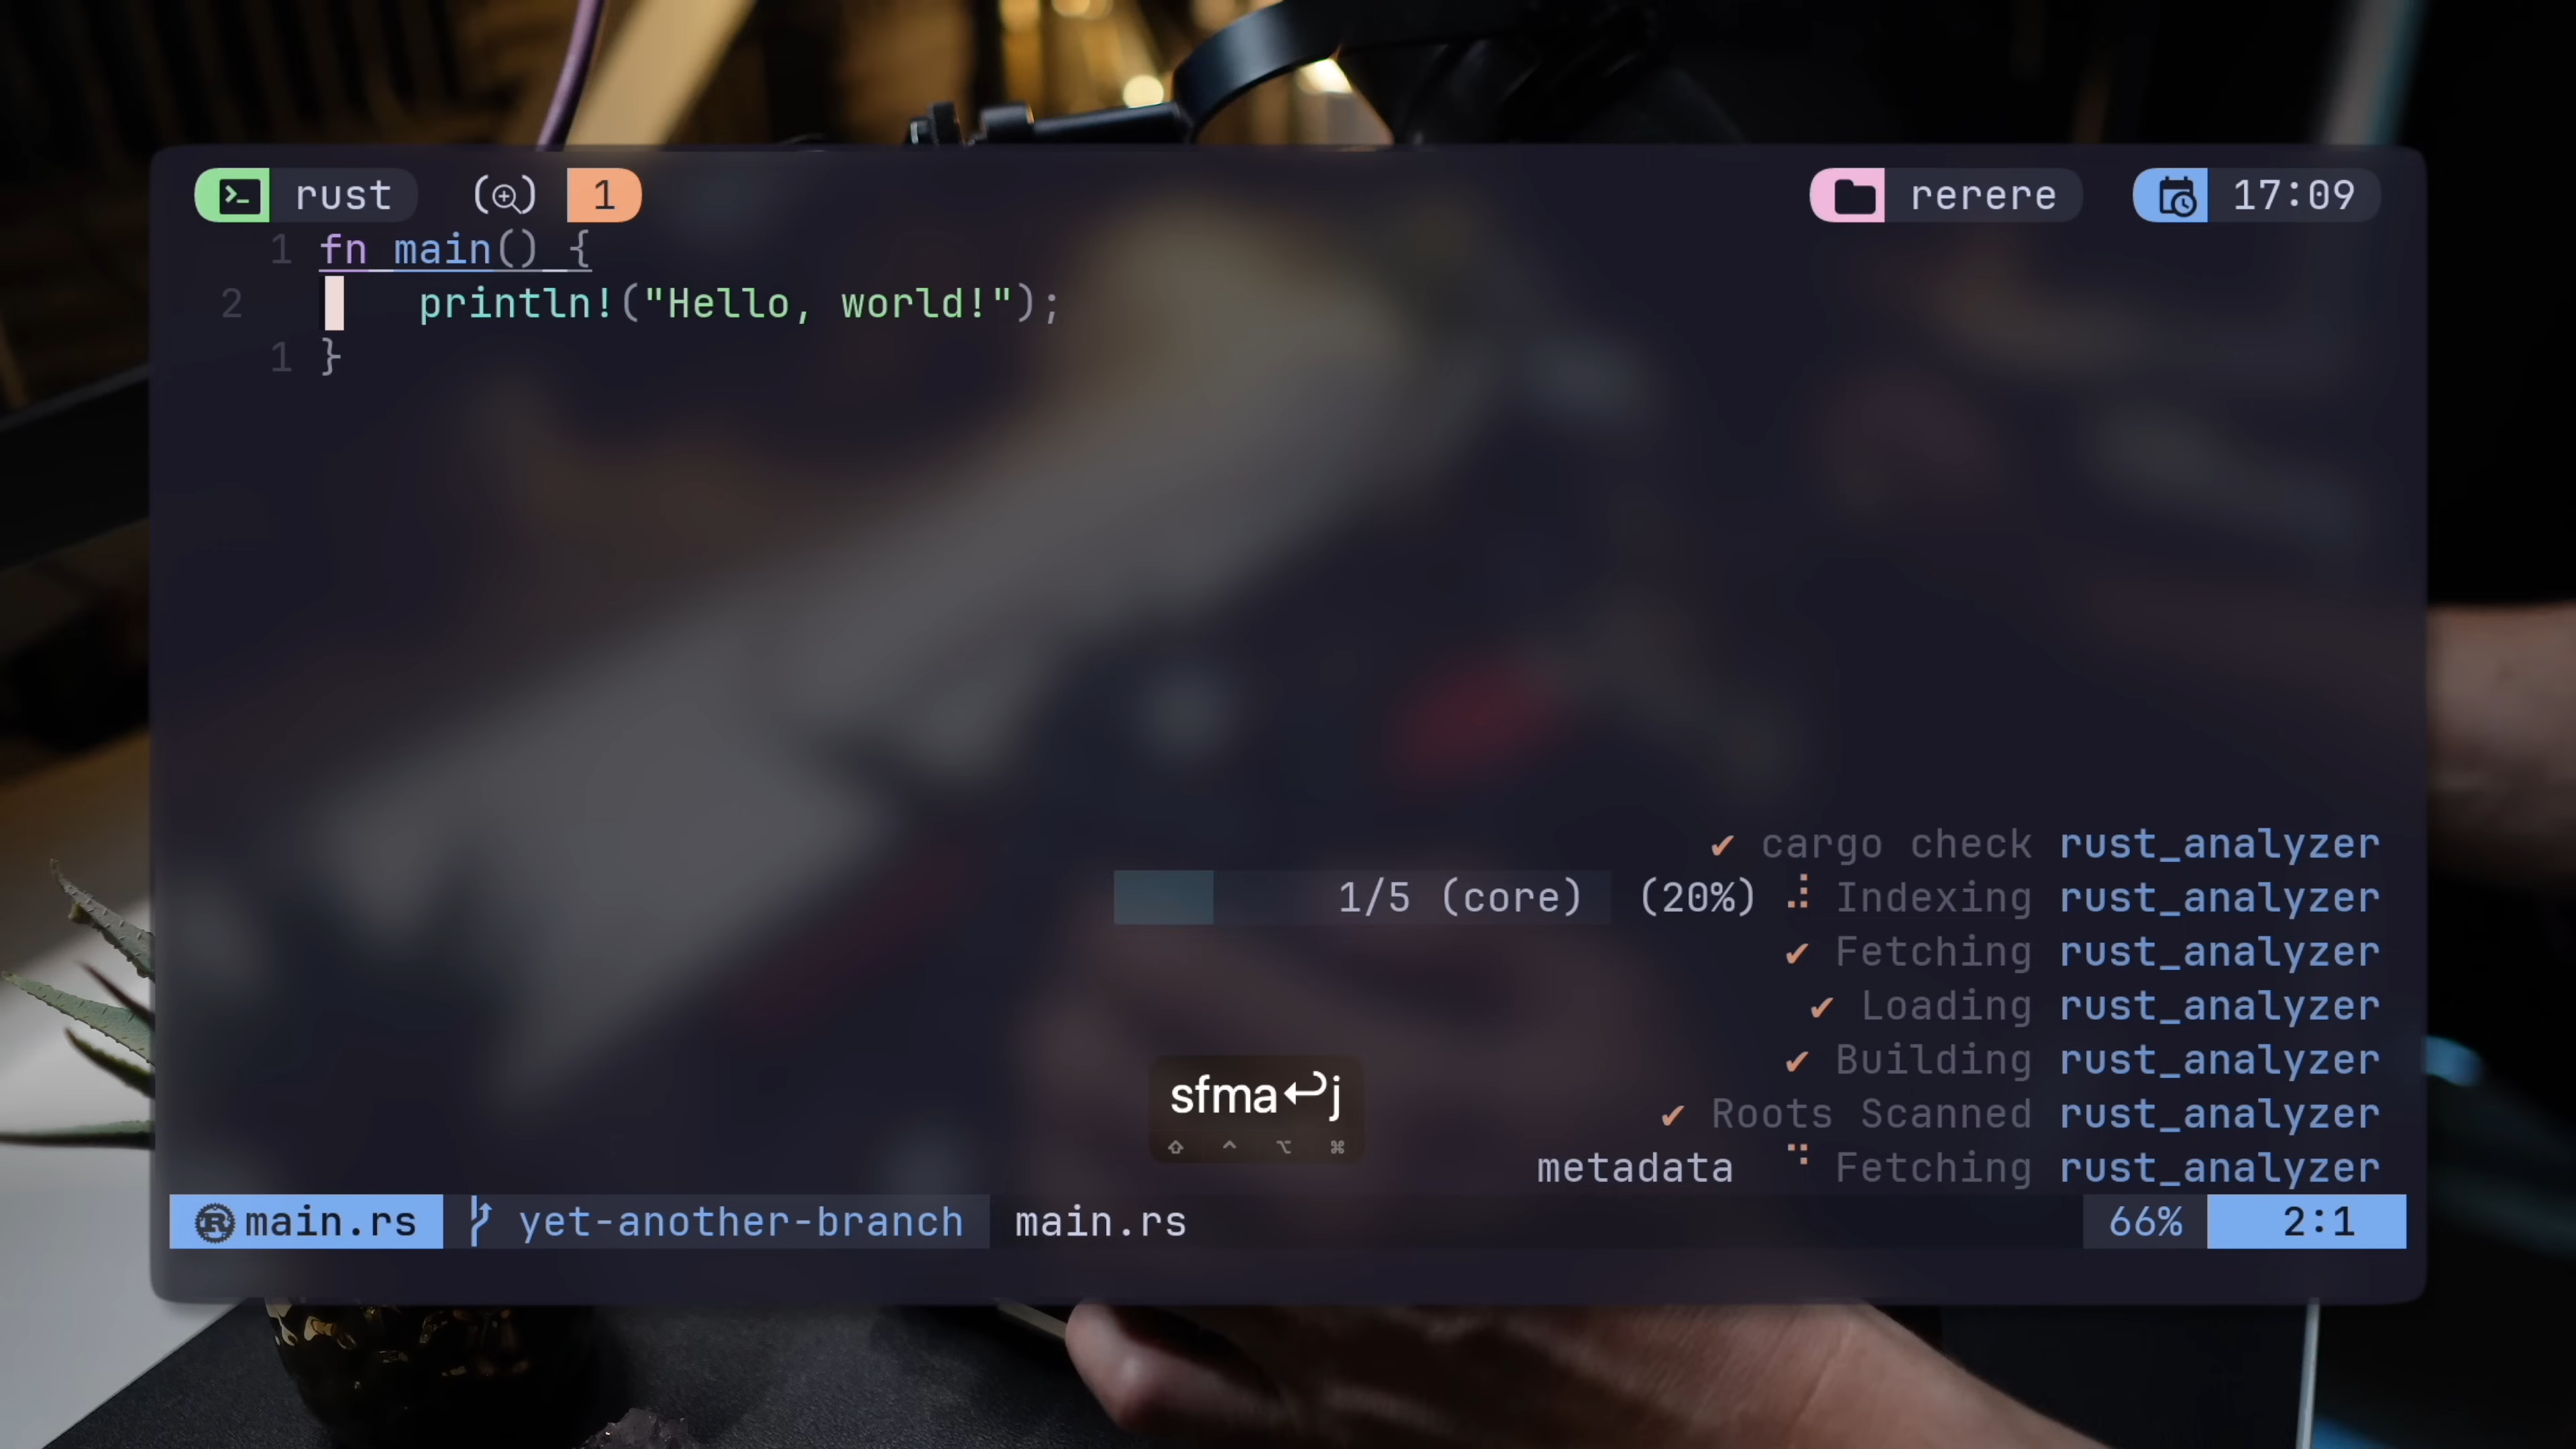 rust 1 rerere 17:09
1 fn main() {
2 println!("Hello, world!");
1 }
✔ cargo check rust_analyzer
1/5 (core) (20%) Indexing rust_analyzer
✔ Fetching rust_analyzer
✔ Loading rust_analyzer
✔ Building rust_analyzer
✔ Roots Scanned rust_analyzer
sfma↩j
⇧ ^ ⌥ ⌘
metadata Fetching rust_analyzer
main.rs yet-another-branch main.rs 66% 2:1